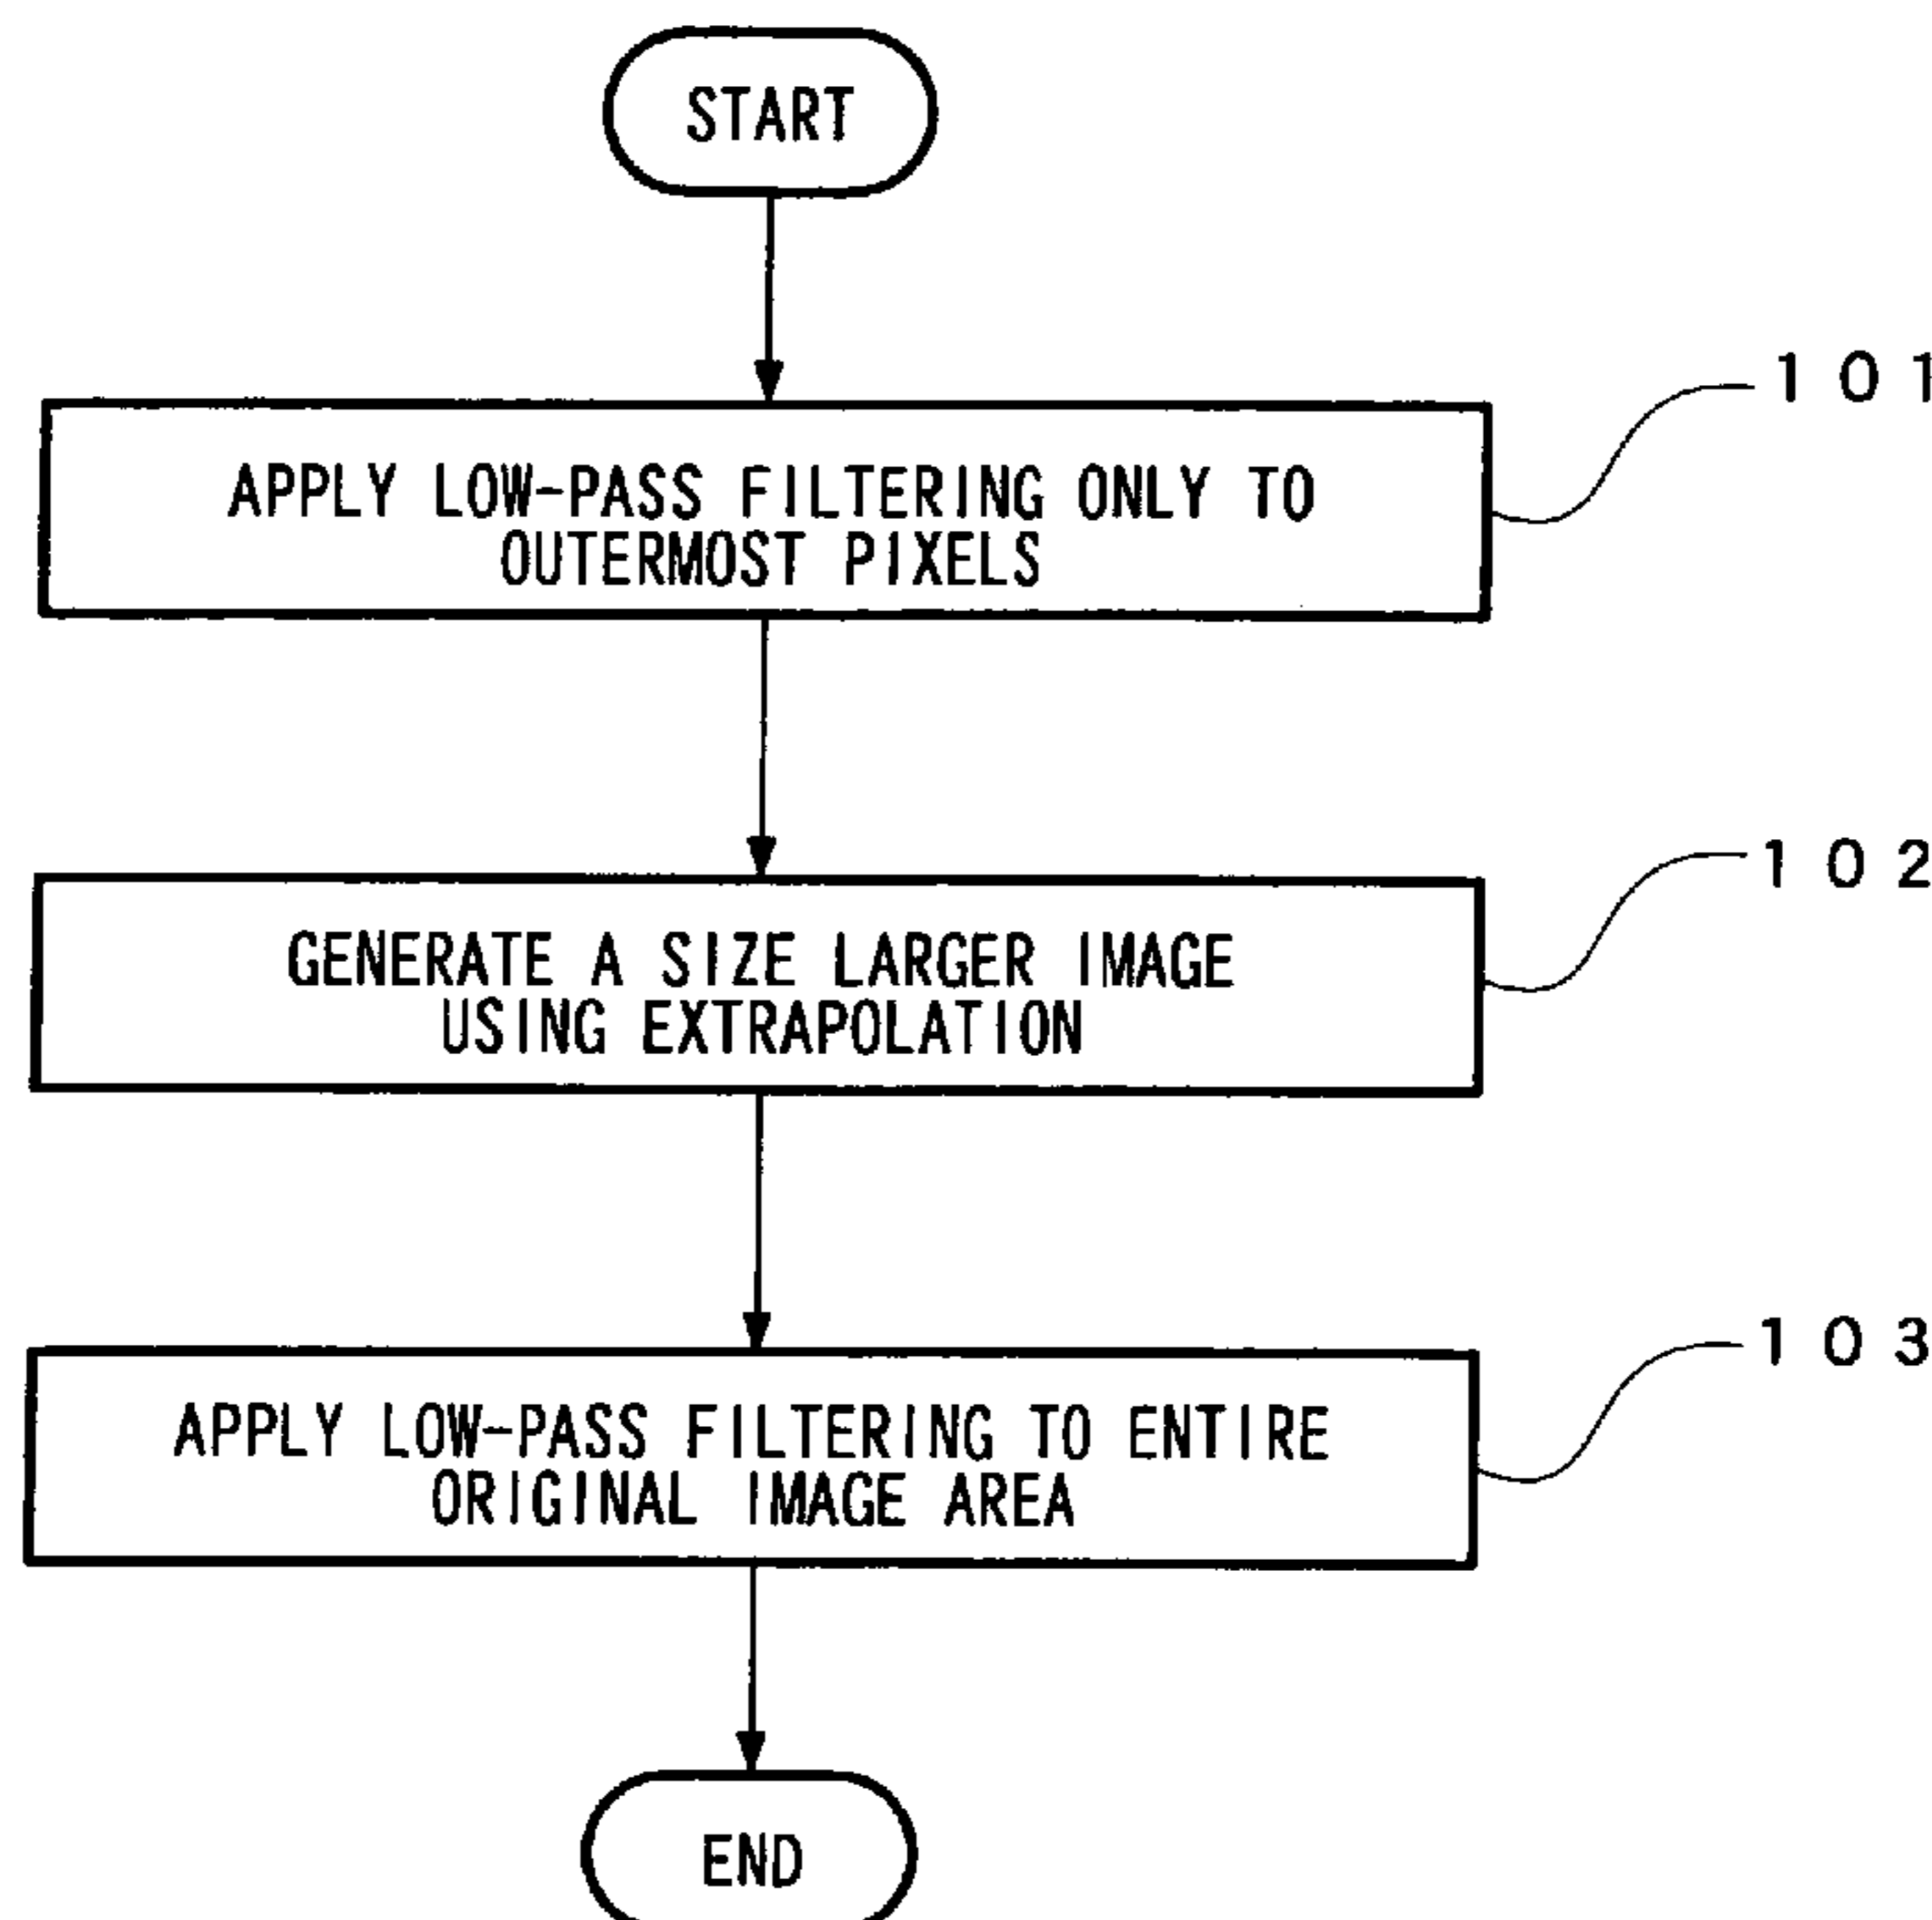 START
101
APPLY LOW-PASS FILTERING ONLY TO
OUTERMOST PIXELS
102
GENERATE A SIZE LARGER IMAGE
USING EXTRAPOLATION
103
APPLY LOW-PASS FILTERING TO ENTIRE
ORIGINAL IMAGE AREA
END